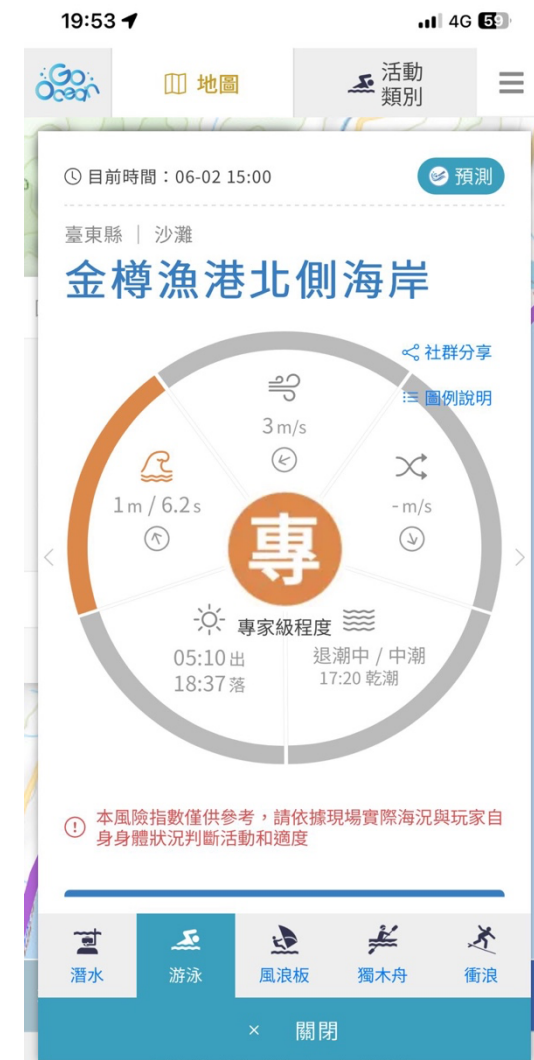 19:53
4G 59
Go Ocean
地圖
活動類別
目前時間：06-02 15:00
預測
臺東縣 | 沙灘
金樽漁港北側海岸
社群分享
圖例說明
3 m/s
1 m / 6.2 s
- m/s
專
專家級程度
05:10 出
18:37 落
退潮中 / 中潮
17:20 乾潮
本風險指數僅供參考，請依據現場實際海況與玩家自
身身體狀況判斷活動和適度
潛水
游泳
風浪板
獨木舟
衝浪
× 關閉